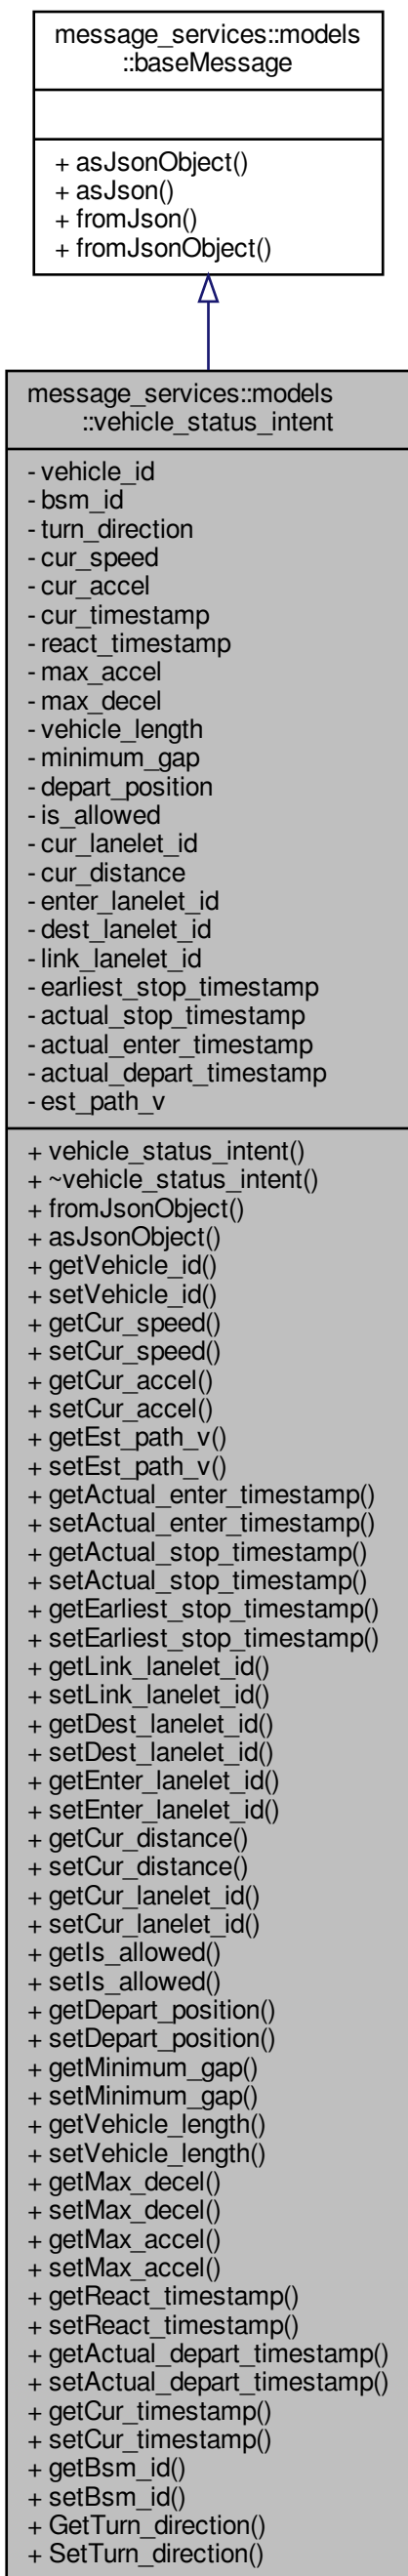 message_services::models
::baseMessage
+ asJsonObject()
+ asJson()
+ fromJson()
+ fromJsonObject()
message_services::models
::vehicle_status_intent
- vehicle_id
- bsm_id
- turn_direction
- cur_speed
- cur_accel
- cur_timestamp
- react_timestamp
- max_accel
- max_decel
- vehicle_length
- minimum_gap
- depart_position
- is_allowed
- cur_lanelet_id
- cur_distance
- enter_lanelet_id
- dest_lanelet_id
- link_lanelet_id
- earliest_stop_timestamp
- actual_stop_timestamp
- actual_enter_timestamp
- actual_depart_timestamp
- est_path_v
+ vehicle_status_intent()
+ ~vehicle_status_intent()
+ fromJsonObject()
+ asJsonObject()
+ getVehicle_id()
+ setVehicle_id()
+ getCur_speed()
+ setCur_speed()
+ getCur_accel()
+ setCur_accel()
+ getEst_path_v()
+ setEst_path_v()
+ getActual_enter_timestamp()
+ setActual_enter_timestamp()
+ getActual_stop_timestamp()
+ setActual_stop_timestamp()
+ getEarliest_stop_timestamp()
+ setEarliest_stop_timestamp()
+ getLink_lanelet_id()
+ setLink_lanelet_id()
+ getDest_lanelet_id()
+ setDest_lanelet_id()
+ getEnter_lanelet_id()
+ setEnter_lanelet_id()
+ getCur_distance()
+ setCur_distance()
+ getCur_lanelet_id()
+ setCur_lanelet_id()
+ getIs_allowed()
+ setIs_allowed()
+ getDepart_position()
+ setDepart_position()
+ getMinimum_gap()
+ setMinimum_gap()
+ getVehicle_length()
+ setVehicle_length()
+ getMax_decel()
+ setMax_decel()
+ getMax_accel()
+ setMax_accel()
+ getReact_timestamp()
+ setReact_timestamp()
+ getActual_depart_timestamp()
+ setActual_depart_timestamp()
+ getCur_timestamp()
+ setCur_timestamp()
+ getBsm_id()
+ setBsm_id()
+ GetTurn_direction()
+ SetTurn_direction()